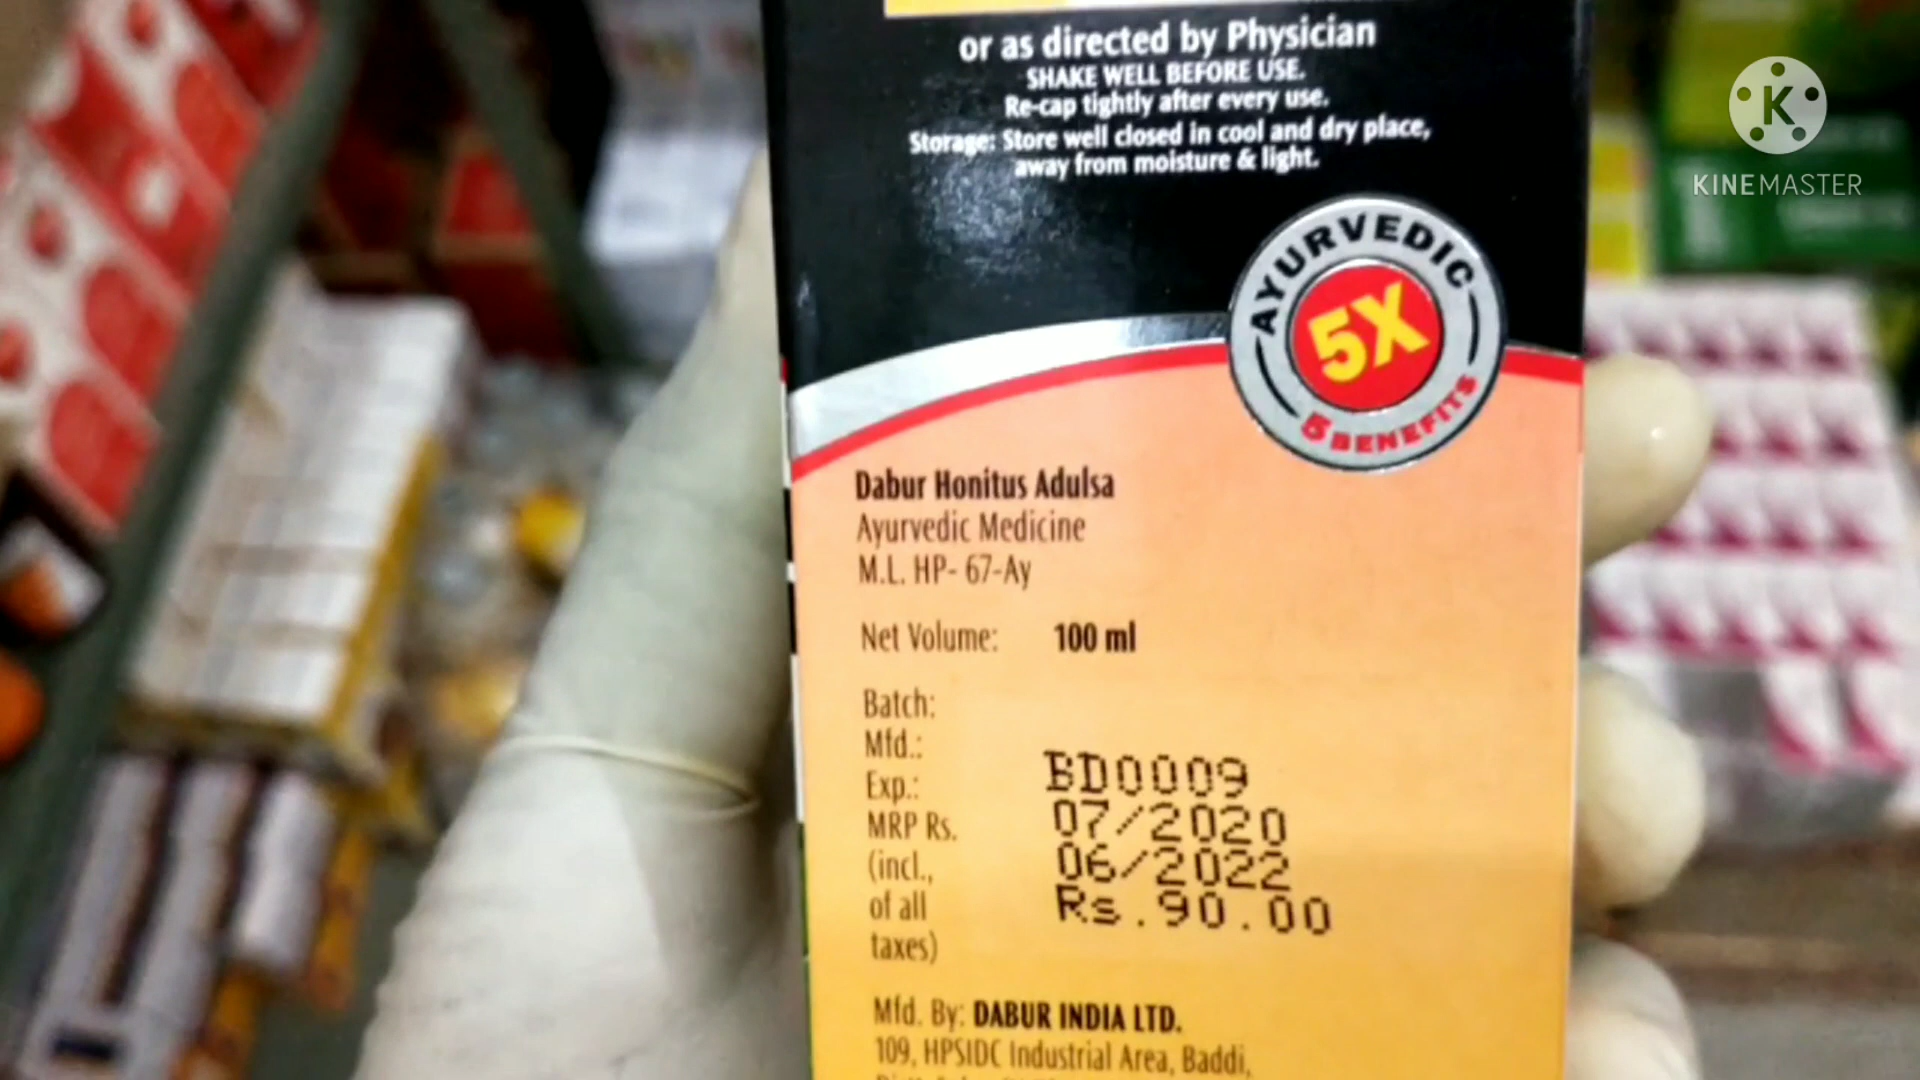 or as directed by Physician
SHAKE WELL BEFORE USE.
Re-cap tightly after every use.
Storage: Store well closed in cool and dry place,
away from moisture & light.
KINEMASTER
AYURVEDIC
5X
5 BENEFITS
Dabur Honitus Adulsa
Ayurvedic Medicine
M.L. HP- 67-Ay
Net Volume: 100 ml
Batch:
Mfd.:
Exp.:
MRP Rs.
(incl.,
of all
taxes)
BD0009
07/2020
06/2022
Rs.90.00
Mfd. By: DABUR INDIA LTD.
109, HPSIDC Industrial Area, Baddi,